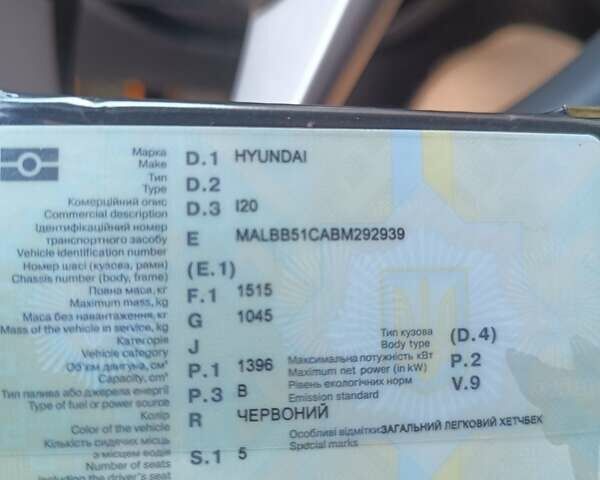 Марка
Make D.1 HYUNDAI
Тип
Type D.2
Комерційний опис
Commercial description D.3 I20
Ідентифікаційний номер
транспортного засобу
Vehicle identification number E MALBB51CABM292939
Номер шасі (кузова, рами)
Chassis number (body, frame) (E.1)
Повна маса, кг
Maximum mass, kg F.1 1515
Маса без навантаження, кг
Mass of the vehicle in service, kg G 1045
Категорія
Vehicle category J
Тип кузова
Body type (D.4)
Об'єм двигуна, см³
Capacity, cm³ P.1 1396
Максимальна потужність кВт
Maximum net power (in kW) P.2
Тип палива або джерела енергії
Type of fuel or power source P.3 B
Рівень екологічних норм
Emission standard V.9
Колір
Color of the vehicle R ЧЕРВОНИЙ
Особливі відмітки ЗАГАЛЬНИЙ ЛЕГКОВИЙ ХЕТЧБЕК
Special marks
Кількість сидячих місць
з місцем водія
Number of seats S.1 5
including the driver's seat